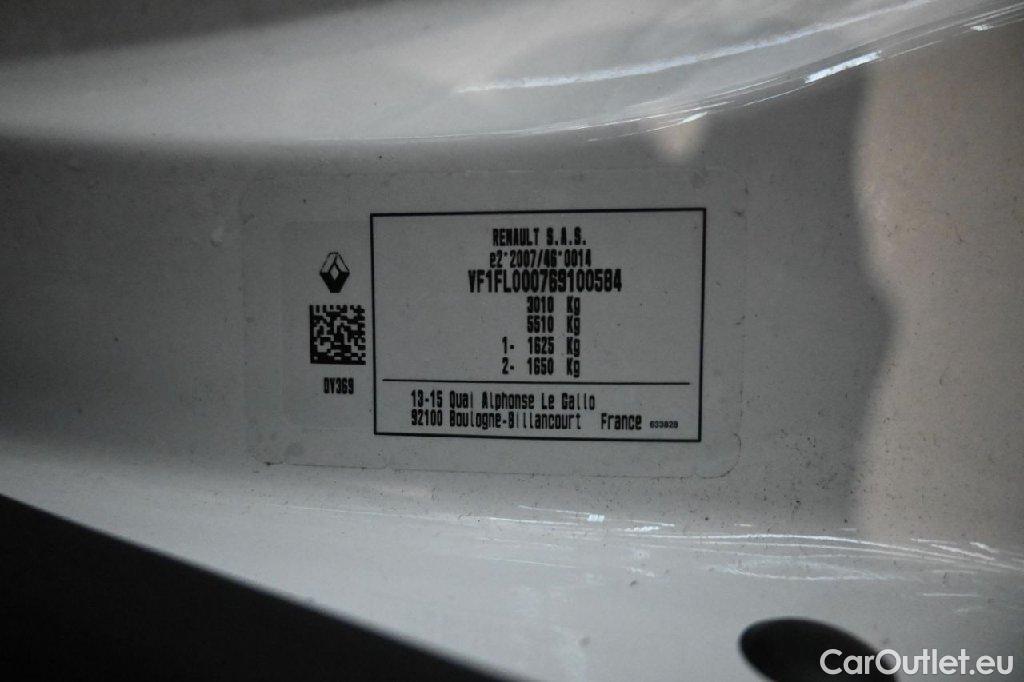 RENAULT S.A.S.
e2*2007/46*0014
VF1FL000769100584
3010 Kg
5510 Kg
1- 1625 Kg
2- 1650 Kg
0V369
13-15 Quai Alphonse Le Gallo
92100 Boulogne-Billancourt France
CarOutlet.eu